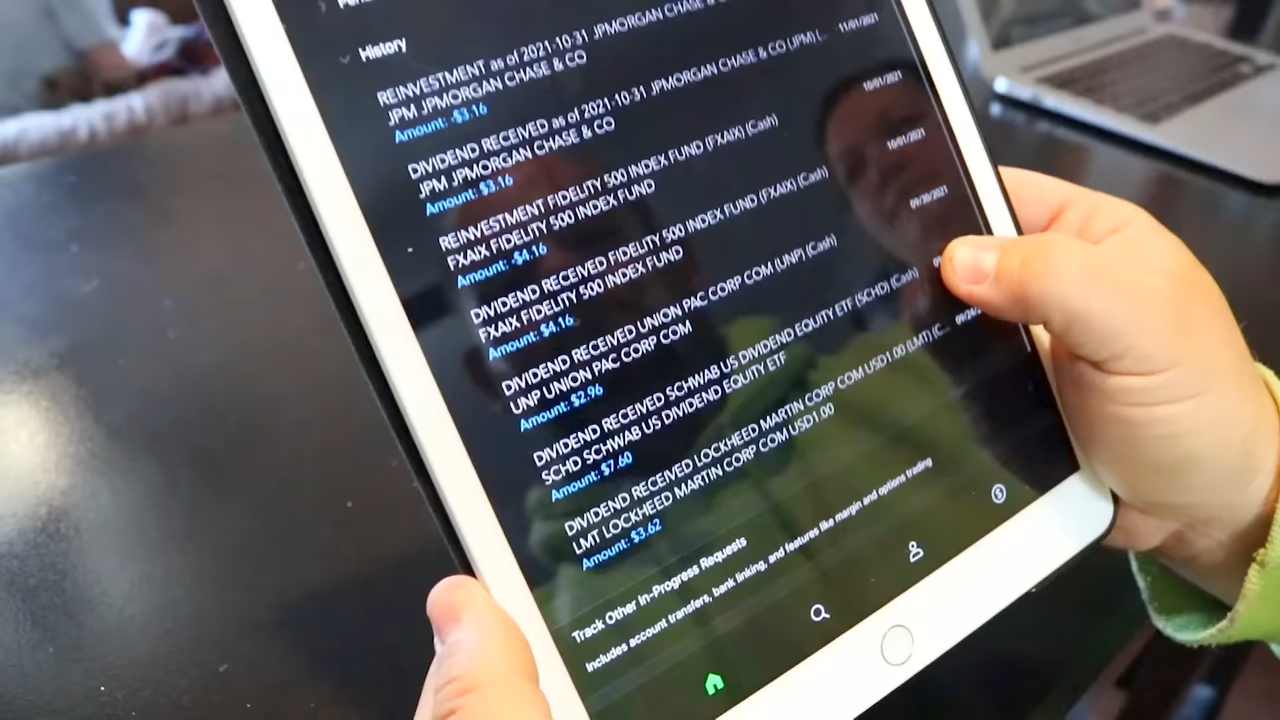 History
REINVESTMENT as of 2021-10-31 JPMORGAN CHASE &
JPM JPMORGAN CHASE & CO
Amount: -$3.16
11/01/2021
DIVIDEND RECEIVED as of 2021-10-31 JPMORGAN CHASE & CO (JPM) (...
JPM JPMORGAN CHASE & CO
Amount: $3.16
10/01/2021
REINVESTMENT FIDELITY 500 INDEX FUND (FXAIX) (Cash)
FXAIX FIDELITY 500 INDEX FUND
Amount: -$4.16
10/01/2021
DIVIDEND RECEIVED FIDELITY 500 INDEX FUND (FXAIX) (Cash)
FXAIX FIDELITY 500 INDEX FUND
Amount: $4.16
09/30/2021
DIVIDEND RECEIVED UNION PAC CORP COM (UNP) (Cash)
UNP UNION PAC CORP COM
Amount: $2.96
DIVIDEND RECEIVED SCHWAB US DIVIDEND EQUITY ETF (SCHD) (Cash)
SCHD SCHWAB US DIVIDEND EQUITY ETF
Amount: $7.60
DIVIDEND RECEIVED LOCKHEED MARTIN CORP COM USD1.00 (LMT) (C...
LMT LOCKHEED MARTIN CORP COM USD1.00
Amount: $3.62
Track Other In-Progress Requests
Includes account transfers, bank linking, and features like margin and options trading